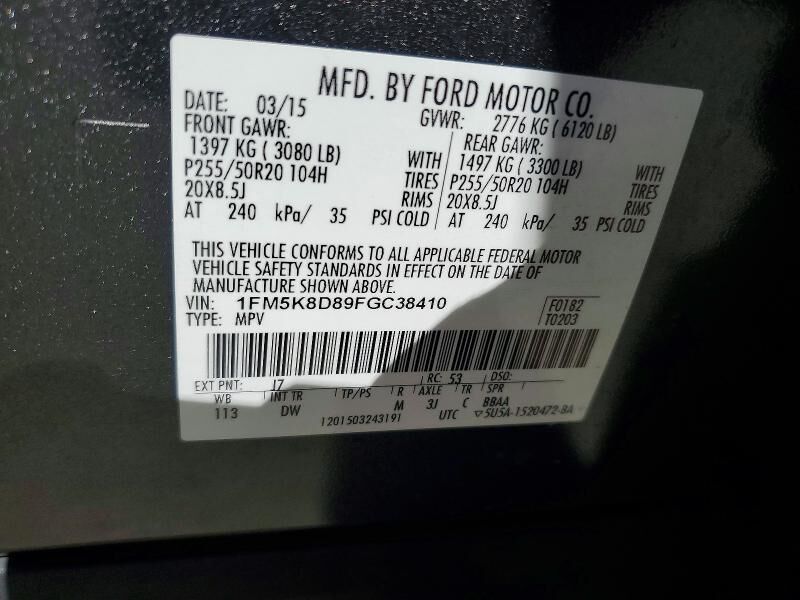 MFD. BY FORD MOTOR CO.
DATE: 03/15 GVWR: 2776 KG ( 6120 LB)
FRONT GAWR: REAR GAWR:
1397 KG ( 3080 LB) WITH 1497 KG ( 3300 LB) WITH
P255/50R20 104H TIRES P255/50R20 104H TIRES
20X8.5J RIMS 20X8.5J RIMS
AT 240 kPa/ 35 PSI COLD AT 240 kPa/ 35 PSI COLD
THIS VEHICLE CONFORMS TO ALL APPLICABLE FEDERAL MOTOR
VEHICLE SAFETY STANDARDS IN EFFECT ON THE DATE OF
MANUFACTURE SHOWN ABOVE.
VIN: 1FM5K8D89FGC38410 F0182
TYPE: MPV T0203
EXT PNT: J7 RC: 53 DSO:
WB INT TR TP/PS R AXLE TR SPR
113 DW M 3J C BBAA
1201503243191 UTC ▽5U5A-1520472-BA